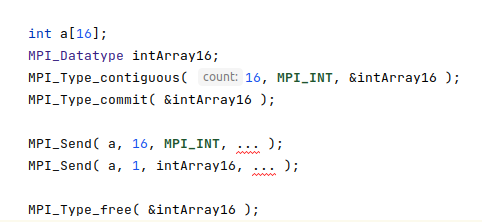 int a[16];
MPI_Datatype intArray16;
MPI_Type_contiguous( count: 16, MPI_INT, &intArray16 );
MPI_Type_commit( &intArray16 );
MPI_Send( a, 16, MPI_INT, ... );
MPI_Send( a, 1, intArray16, ... );
MPI_Type_free( &intArray16 );